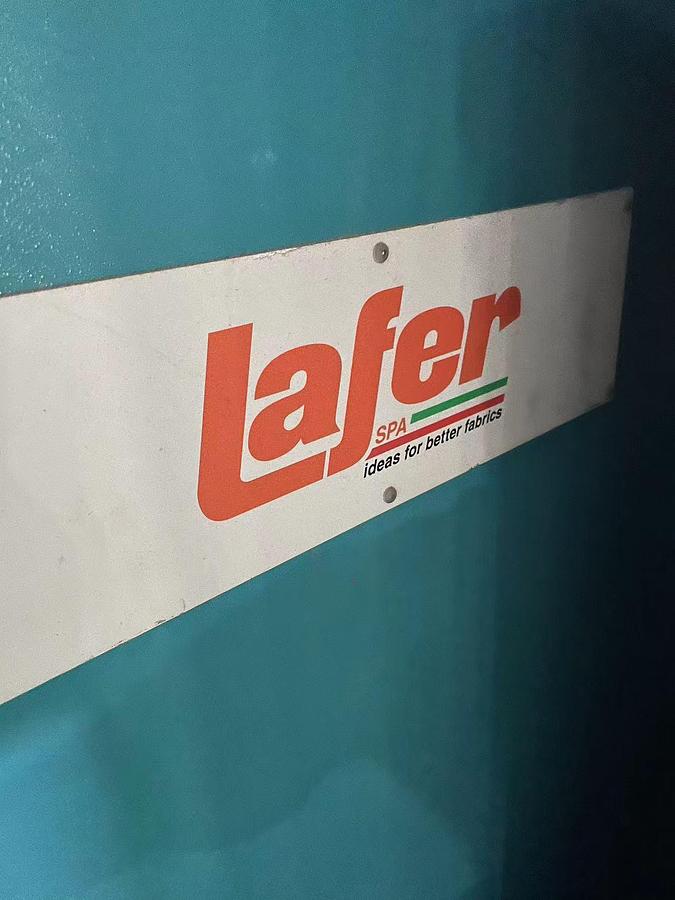 Lafer
SPA
ideas for better fabrics